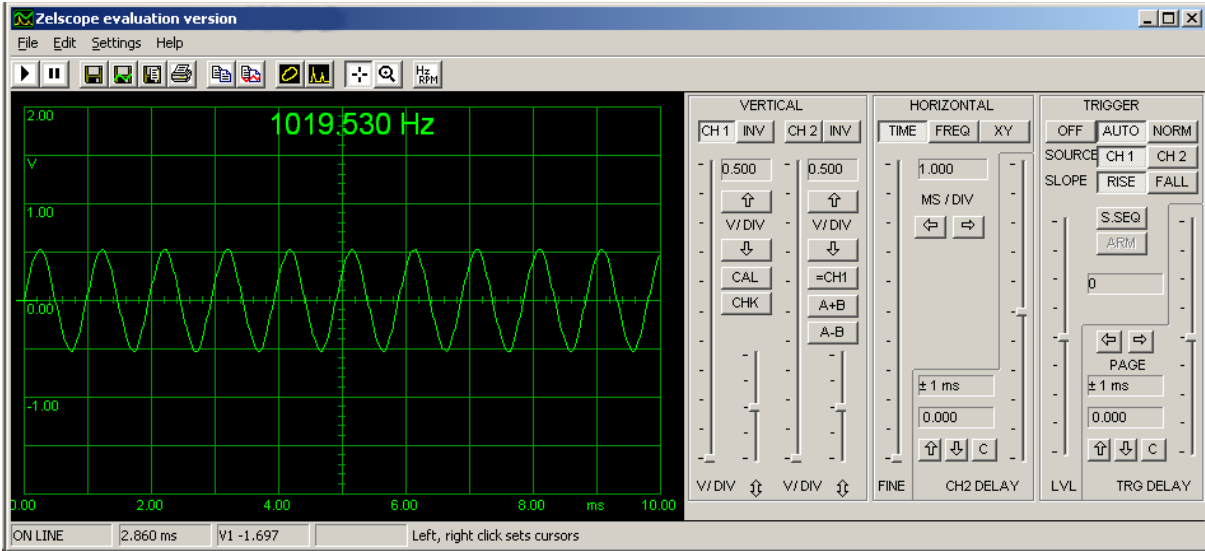 Zelscope evaluation version
File Edit Settings Help
Hz
RPM
2.00
1019.530 Hz
V
1.00
0.00
-1.00
0.00 2.00 4.00 6.00 8.00 ms 10.00
VERTICAL
CH 1 INV CH 2 INV
0.500 0.500
V/DIV V/DIV
CAL =CH1
CHK A+B
A-B
V/DIV V/DIV
HORIZONTAL
TIME FREQ XY
1.000
MS / DIV
± 1 ms
0.000
C
FINE CH2 DELAY
TRIGGER
OFF AUTO NORM
SOURCE CH 1 CH 2
SLOPE RISE FALL
S.SEQ
ARM
0
PAGE
± 1 ms
0.000
C
LVL TRG DELAY
ON LINE 2.860 ms V1 -1.697 Left, right click sets cursors